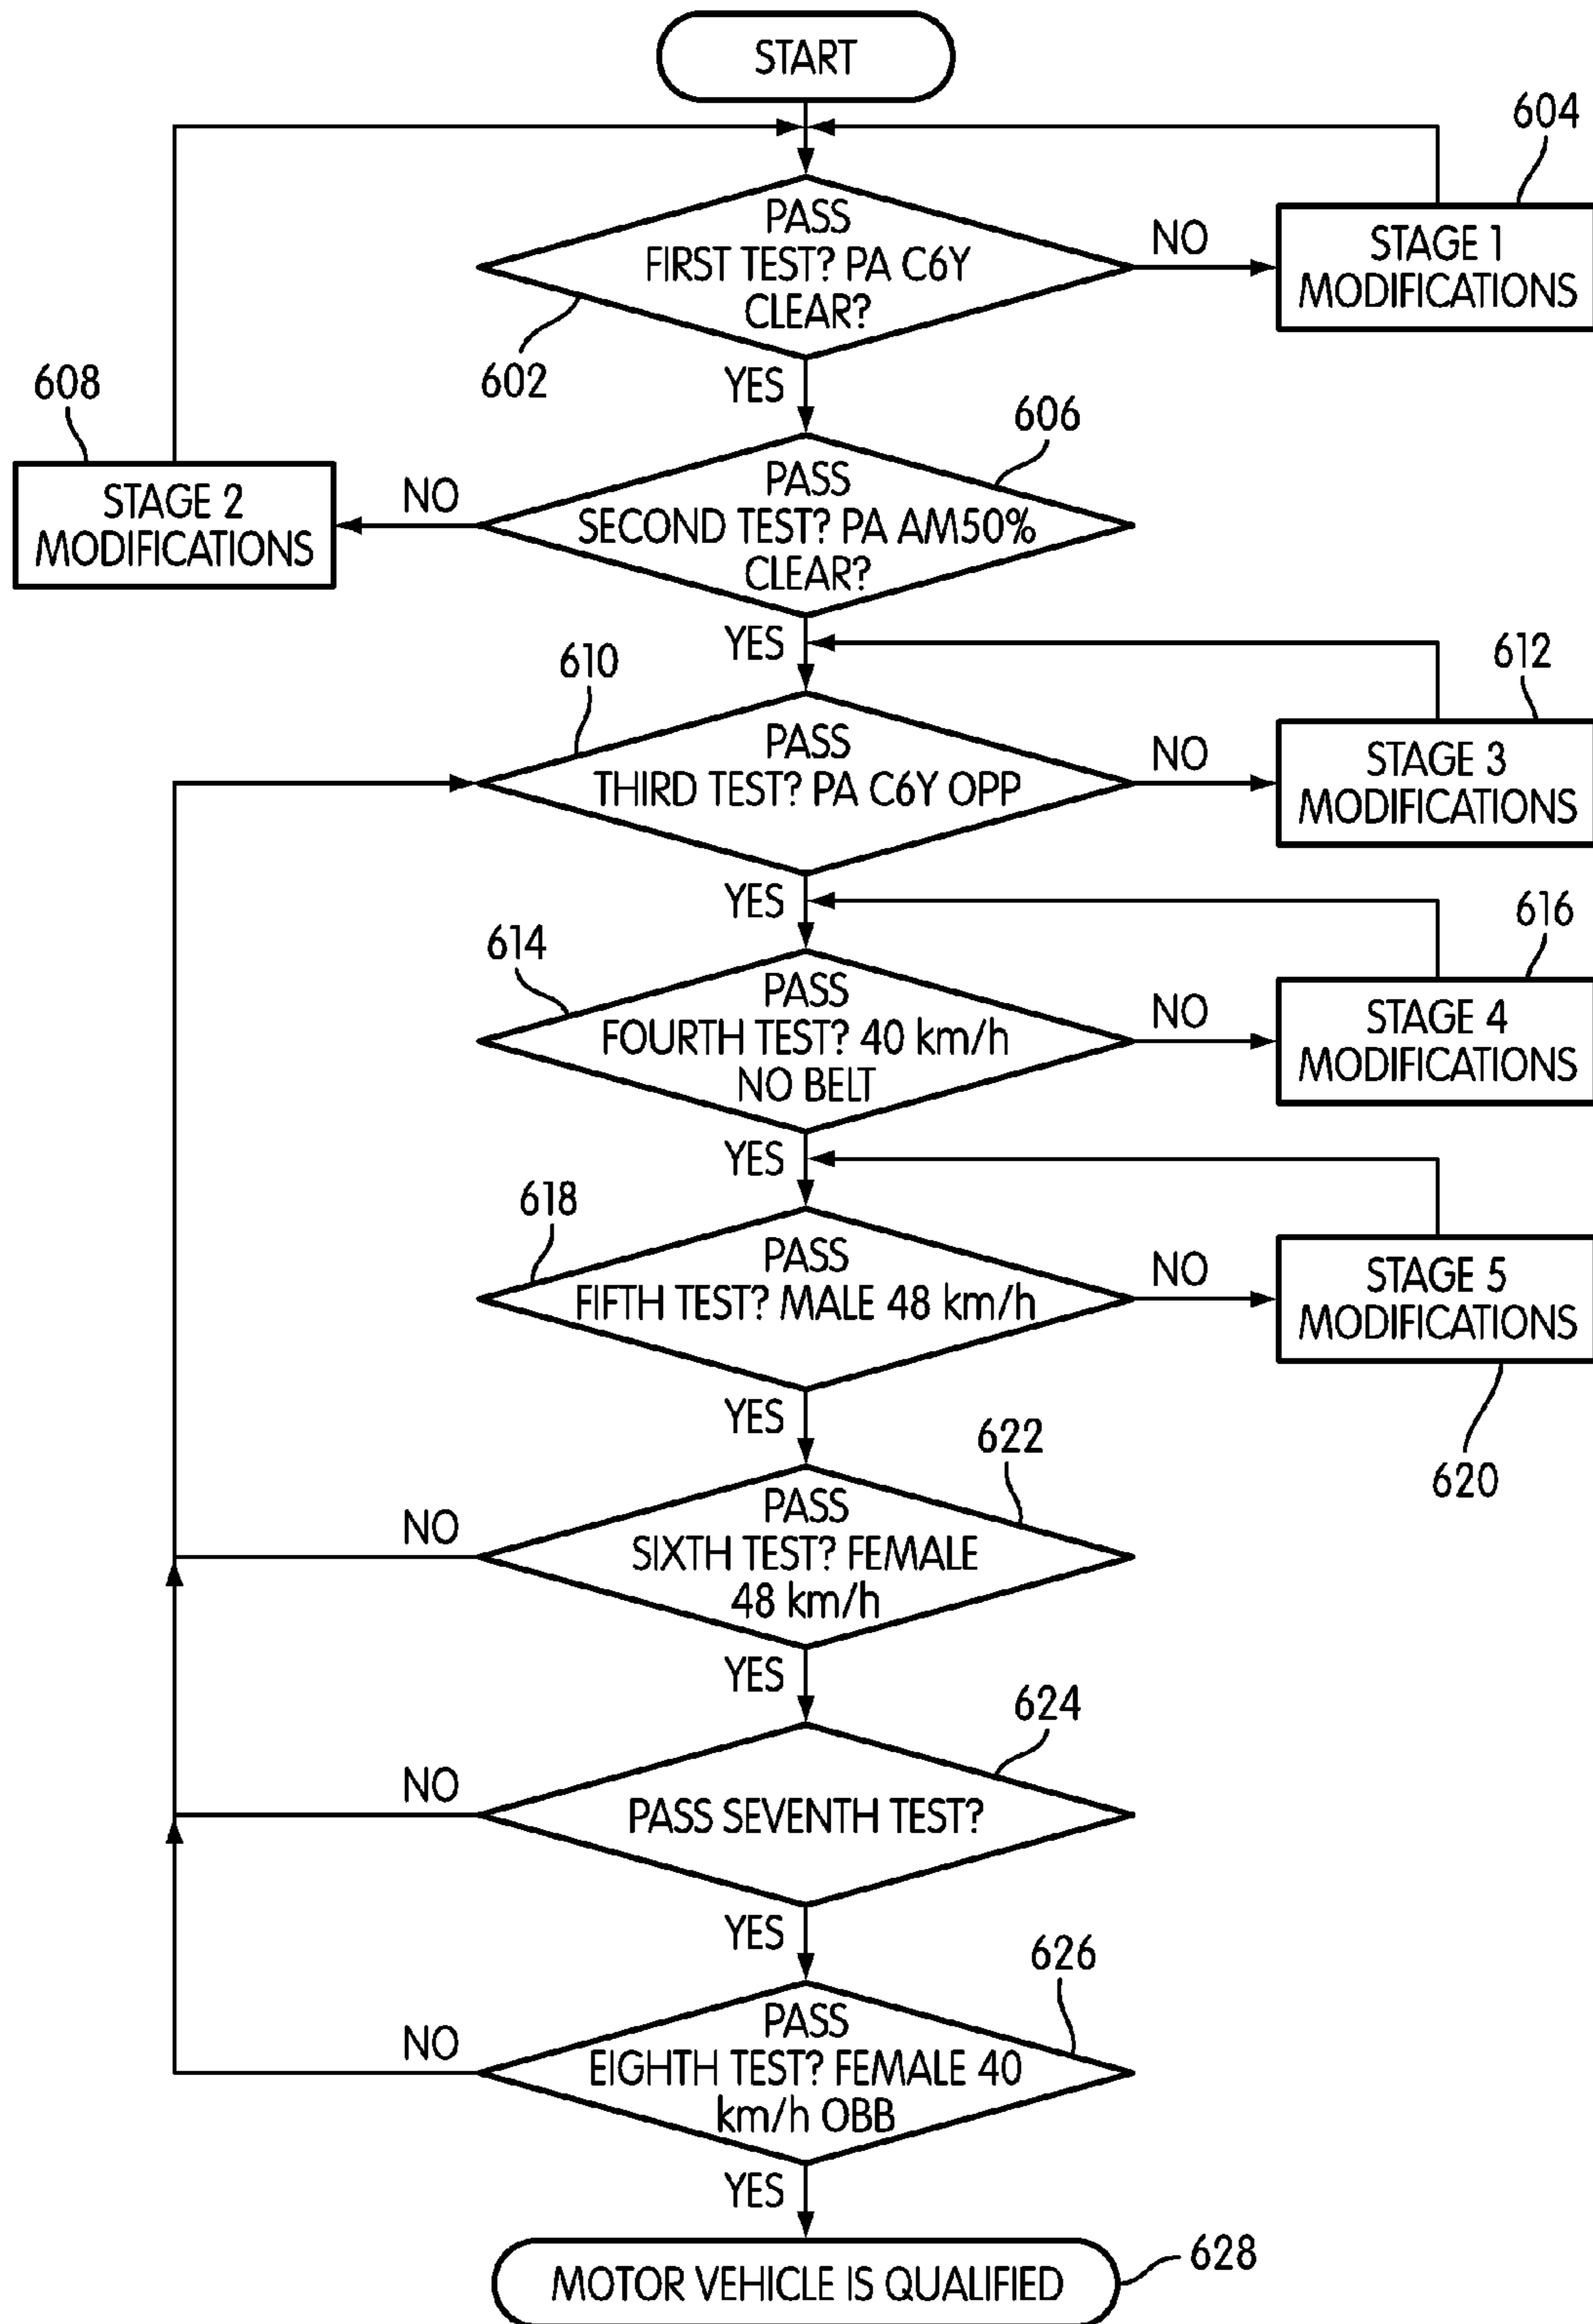 START
604
PASS
FIRST TEST? PA C6Y
CLEAR?
NO
STAGE 1
MODIFICATIONS
602
YES
608
606
STAGE 2
MODIFICATIONS
NO
PASS
SECOND TEST? PA AM50%
CLEAR?
YES
610
612
PASS
THIRD TEST? PA C6Y OPP
NO
STAGE 3
MODIFICATIONS
YES
614
616
PASS
FOURTH TEST? 40 km/h
NO BELT
NO
STAGE 4
MODIFICATIONS
YES
618
PASS
FIFTH TEST? MALE 48 km/h
NO
STAGE 5
MODIFICATIONS
620
YES
622
NO
PASS
SIXTH TEST? FEMALE
48 km/h
YES
624
NO
PASS SEVENTH TEST?
YES
626
NO
PASS
EIGHTH TEST? FEMALE 40
km/h OBB
YES
MOTOR VEHICLE IS QUALIFIED
628